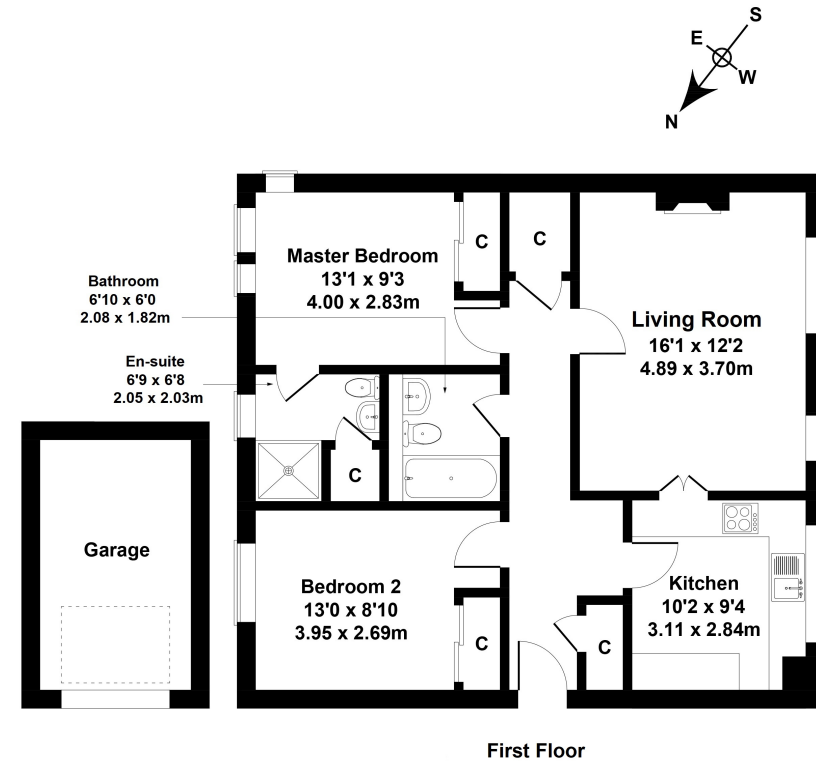 S
E
W
N
Master Bedroom
13'1 x 9'3
4.00 x 2.83m
C
C
Bathroom
6'10 x 6'0
2.08 x 1.82m
Living Room
16'1 x 12'2
4.89 x 3.70m
En-suite
6'9 x 6'8
2.05 x 2.03m
C
Garage
Bedroom 2
13'0 x 8'10
3.95 x 2.69m
C
C
Kitchen
10'2 x 9'4
3.11 x 2.84m
First Floor